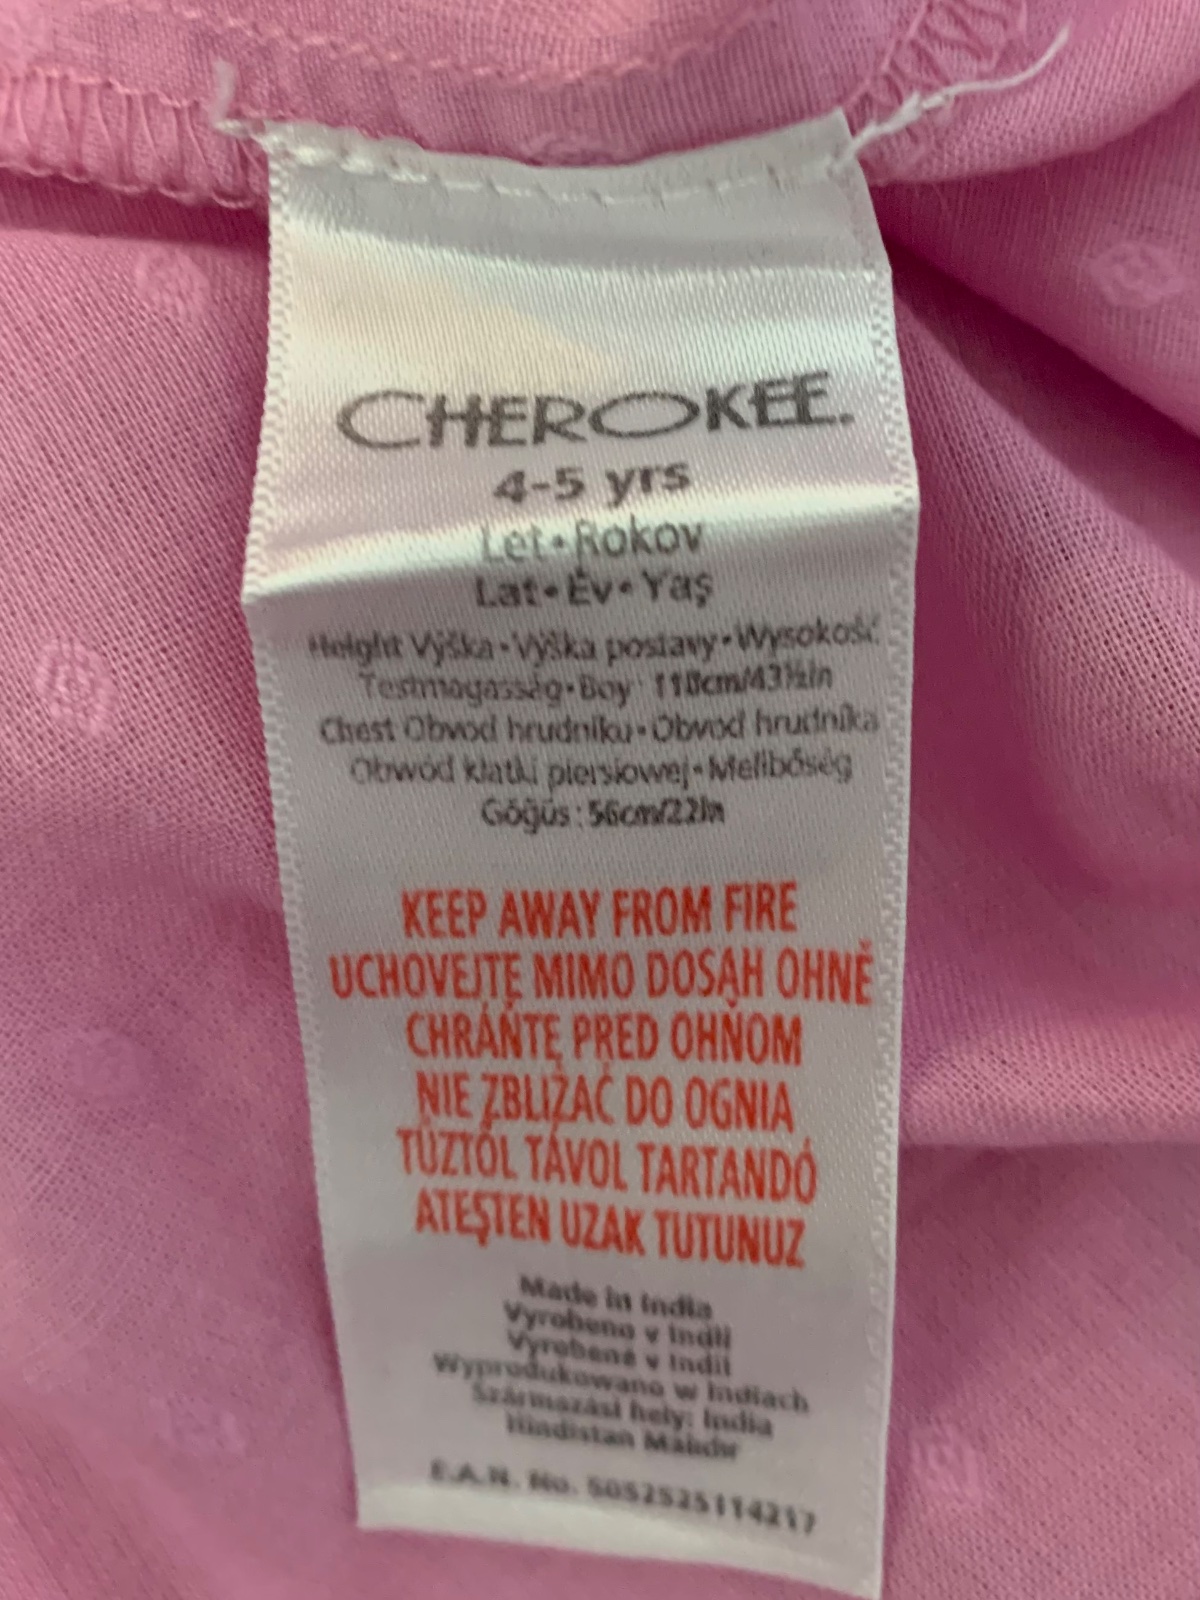 CHEROKEE.
4-5 yrs
Let•Rokov
Lat•Év•Yaş
Height Výška•Výška postavy•Wysokość
Testmagasság•Boy: 110cm/43½in
Chest Obvod hrudníku•Obvod hrudníka
Obwód klatki piersiowej•Mellbőség
Göğüs: 56cm/22in
KEEP AWAY FROM FIRE
UCHOVEJTE MIMO DOSAH OHNĚ
CHRÁŇTE PRED OHŇOM
NIE ZBLIŻAĆ DO OGNIA
TŰZTŐL TÁVOL TARTANDÓ
ATEŞTEN UZAK TUTUNUZ
Made in India
Vyrobeno v Indii
Vyrobené v Indii
Wyprodukowano w Indiach
Származási hely: India
Hindistan Malıdır
E.A.N. No. 5052525114217